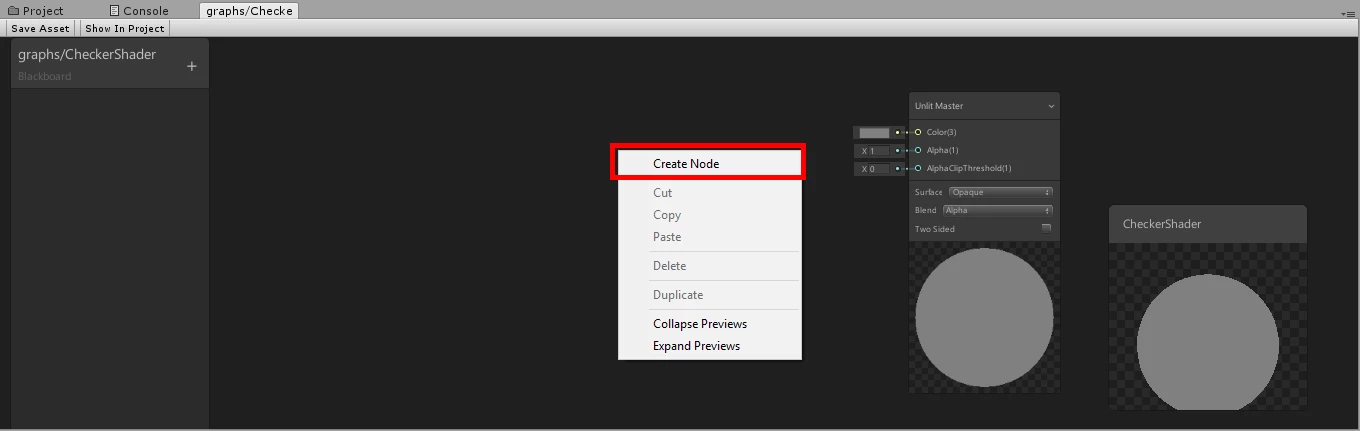 Project
Console
graphs/Checke
Save Asset
Show In Project
graphs/CheckerShader
+
Blackboard
Unlit Master
Color(3)
X 1
Alpha(1)
X 0
AlphaClipThreshold(1)
Surface
Opaque
Blend
Alpha
Two Sided
Create Node
Cut
Copy
Paste
Delete
Duplicate
Collapse Previews
Expand Previews
CheckerShader